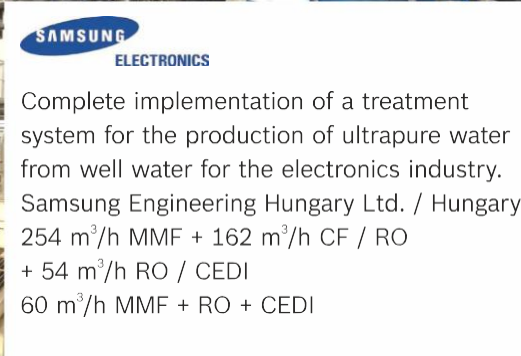 SAMSUNG
ELECTRONICS
Complete implementation of a treatment
system for the production of ultrapure water
from well water for the electronics industry.
Samsung Engineering Hungary Ltd. / Hungary
254 m³/h MMF + 162 m³/h CF / RO
+ 54 m³/h RO / CEDI
60 m³/h MMF + RO + CEDI